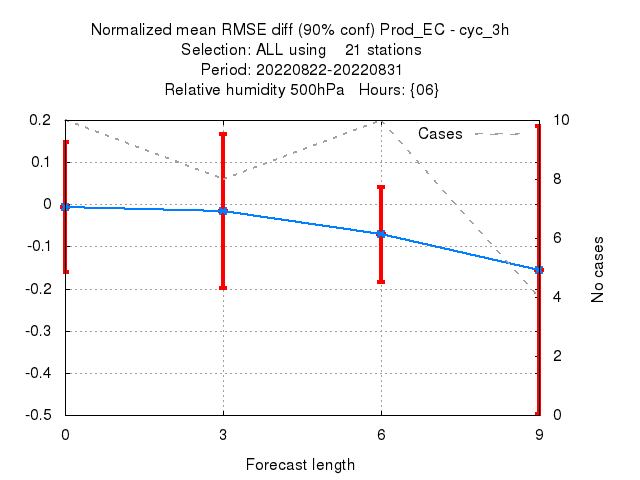 Normalized mean RMSE diff (90% conf) Prod_EC - cyc_3h
Selection: ALL using    21 stations
Period: 20220822-20220831
Relative humidity 500hPa   Hours: {06}
0.2
0.1
0
-0.1
-0.2
-0.3
-0.4
-0.5
Cases
10
8
6
4
2
0
No cases
0 3 6 9
Forecast length